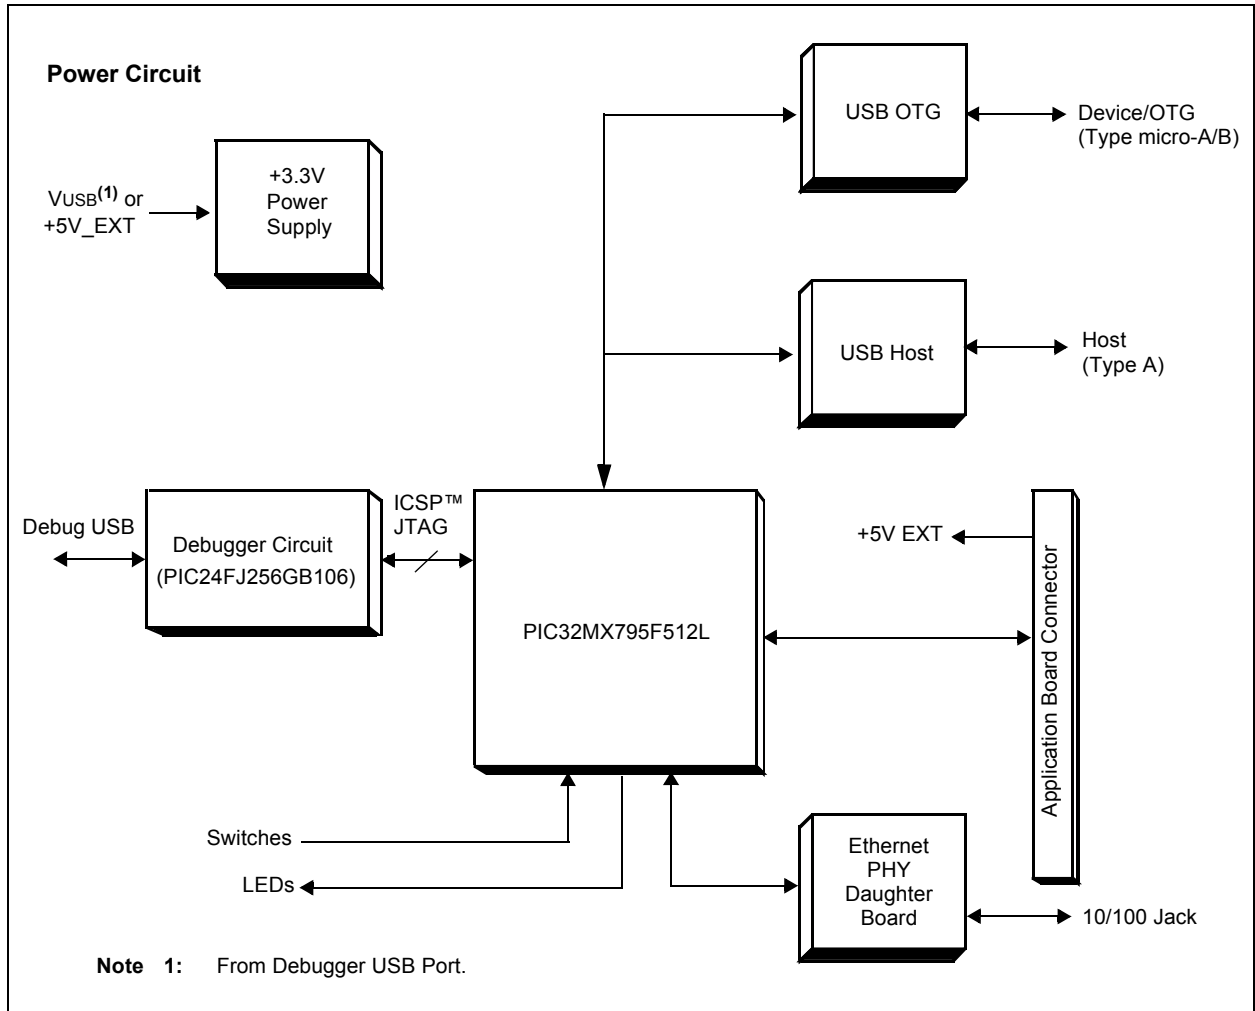 Power Circuit
+3.3V
Power
Supply
VUSB(1) or
+5V_EXT
USB OTG
Device/OTG
(Type micro-A/B)
USB Host
Host
(Type A)
Debug USB
Debugger Circuit
(PIC24FJ256GB106)
ICSP™
JTAG
PIC32MX795F512L
+5V EXT
Application Board Connector
Switches
LEDs
Ethernet
PHY
Daughter
Board
10/100 Jack
Note 1: From Debugger USB Port.